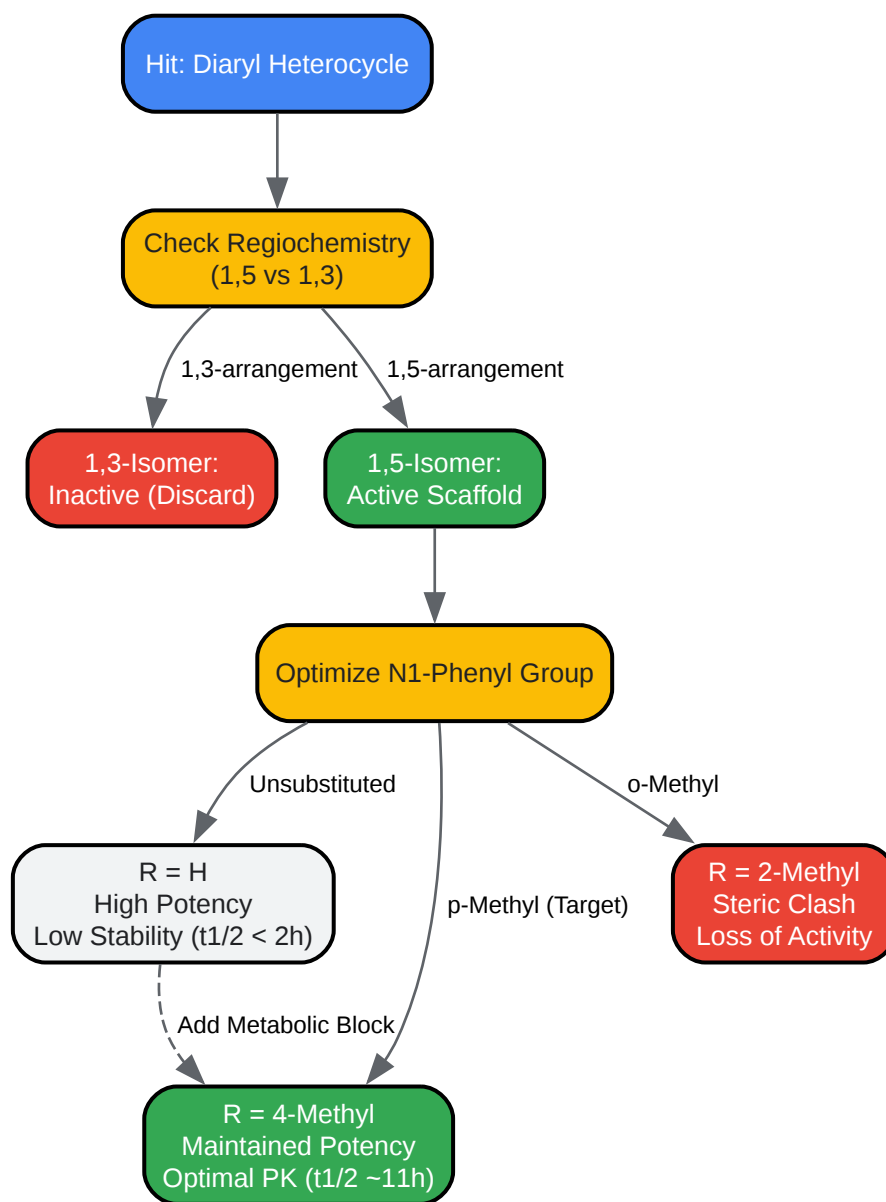 Hit: Diaryl Heterocycle
Check Regiochemistry
(1,5 vs 1,3)
1,3-arrangement
1,5-arrangement
1,3-Isomer:
Inactive (Discard)
1,5-Isomer:
Active Scaffold
Optimize N1-Phenyl Group
Unsubstituted
o-Methyl
R = H
High Potency
Low Stability (t1/2 < 2h)
p-Methyl (Target)
R = 2-Methyl
Steric Clash
Loss of Activity
Add Metabolic Block
R = 4-Methyl
Maintained Potency
Optimal PK (t1/2 ~11h)